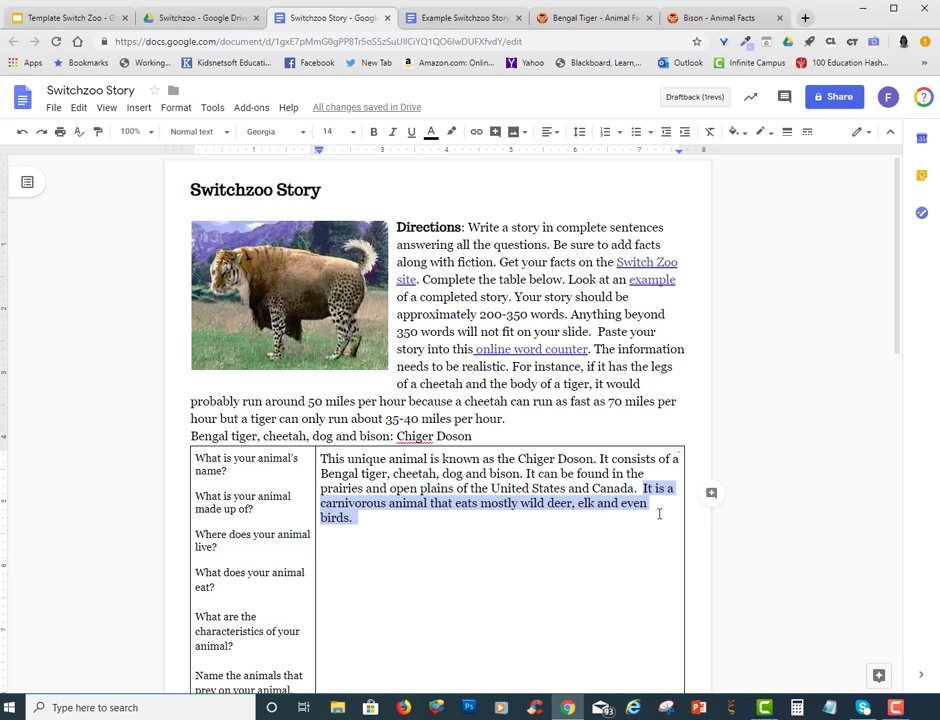 Template Switch Zoo - G
Switchzoo - Google Driv
Switchzoo Story - Googl
Example Switchzoo Story
Bengal Tiger - Animal Fa
Bison - Animal Facts
https://docs.google.com/document/d/1gxE7pMmG0gPP8Tr5oS5zSuUllCiYQ1QO6IwDUFXfvdY/edit
Apps
Bookmarks
Working...
Kidsnetsoft Educati...
Facebook
New Tab
Amazon.com: Onli...
Yahoo
Blackboard, Learn,...
Outlook
Infinite Campus
100 Education Hash...
Switchzoo Story
File Edit View Insert Format Tools Add-ons Help All changes saved in Drive
Draftback (1revs)
Share
F
100% Normal text Georgia 14 B I U A
Switchzoo Story
Directions: Write a story in complete sentences
answering all the questions. Be sure to add facts
along with fiction. Get your facts on the Switch Zoo
site. Complete the table below. Look at an example
of a completed story. Your story should be
approximately 200-350 words. Anything beyond
350 words will not fit on your slide. Paste your
story into this online word counter. The information
needs to be realistic. For instance, if it has the legs
of a cheetah and the body of a tiger, it would
probably run around 50 miles per hour because a cheetah can run as fast as 70 miles per
hour but a tiger can only run about 35-40 miles per hour.
Bengal tiger, cheetah, dog and bison: Chiger Doson
What is your animal's
name?
What is your animal
made up of?
Where does your animal
live?
What does your animal
eat?
What are the
characteristics of your
animal?
Name the animals that
prey on your animal.
This unique animal is known as the Chiger Doson. It consists of a
Bengal tiger, cheetah, dog and bison. It can be found in the
prairies and open plains of the United States and Canada. It is a
carnivorous animal that eats mostly wild deer, elk and even
birds.
Type here to search
93